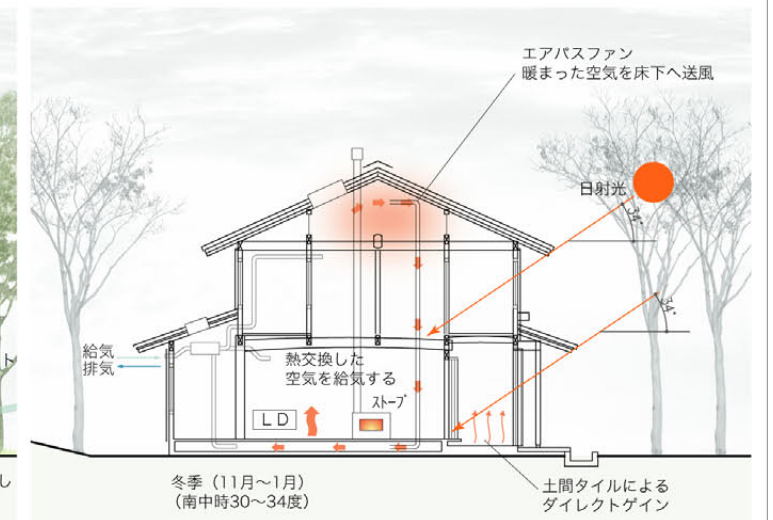 エアパスファン
暖まった空気を床下へ送風
日射光
34°
34°
給気
排気
熱交換した
空気を給気する
ストーブ
LD
冬季（11月～1月）
（南中時30～34度）
土間タイルによる
ダイレクトゲイン
ト
し